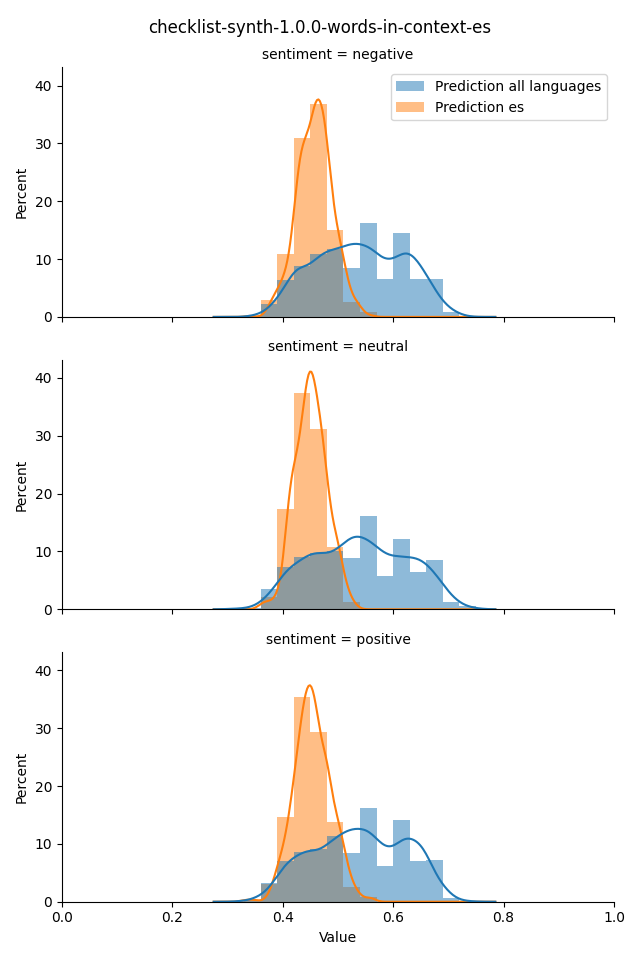 checklist-synth-1.0.0-words-in-context-es
sentiment = negative
Prediction all languages
Prediction es
Percent
40
30
20
10
0
sentiment = neutral
Percent
40
30
20
10
0
sentiment = positive
Percent
40
30
20
10
0
0.0 0.2 0.4 0.6 0.8 1.0
Value